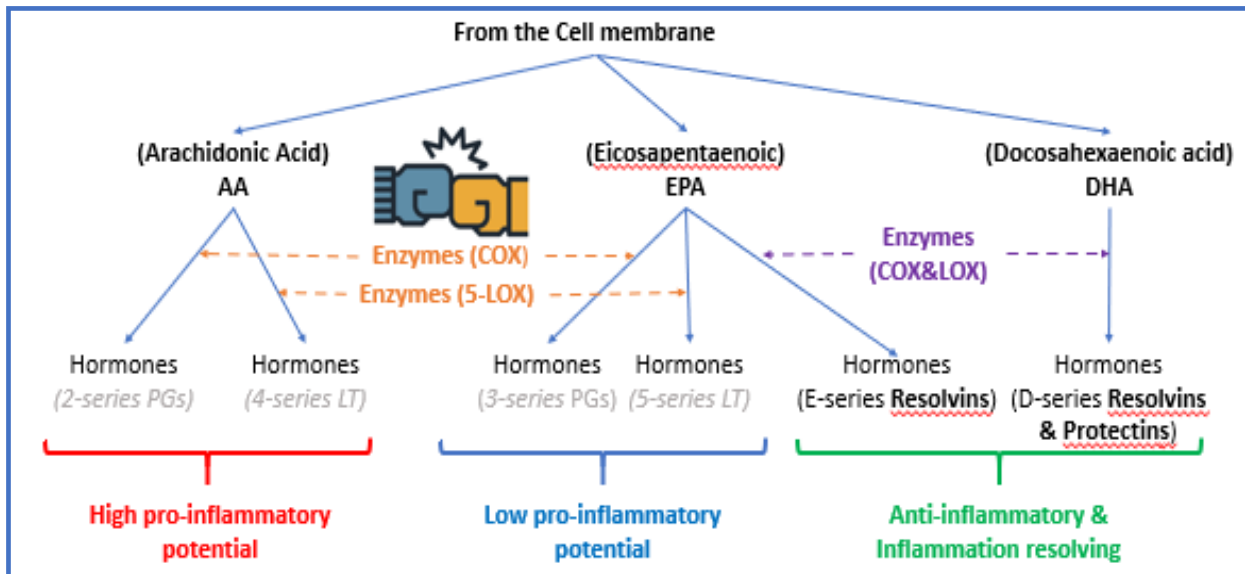 From the Cell membrane
(Arachidonic Acid)
AA
(Eicosapentaenoic)
EPA
(Docosahexaenoic acid)
DHA
Enzymes (COX)
Enzymes (5-LOX)
Enzymes
(COX&LOX)
Hormones
(2-series PGs)
Hormones
(4-series LT)
Hormones
(3-series PGs)
Hormones
(5-series LT)
Hormones
(E-series Resolvins)
Hormones
(D-series Resolvins
& Protectins)
High pro-inflammatory
potential
Low pro-inflammatory
potential
Anti-inflammatory &
Inflammation resolving